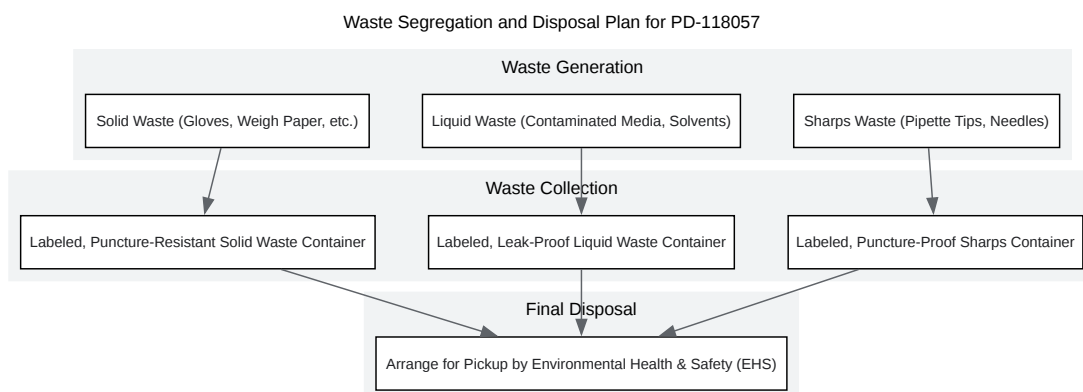 Waste Segregation and Disposal Plan for PD-118057
Waste Generation
Solid Waste (Gloves, Weigh Paper, etc.)
Liquid Waste (Contaminated Media, Solvents)
Sharps Waste (Pipette Tips, Needles)
Waste Collection
Labeled, Puncture-Resistant Solid Waste Container
Labeled, Leak-Proof Liquid Waste Container
Labeled, Puncture-Proof Sharps Container
Final Disposal
Arrange for Pickup by Environmental Health & Safety (EHS)